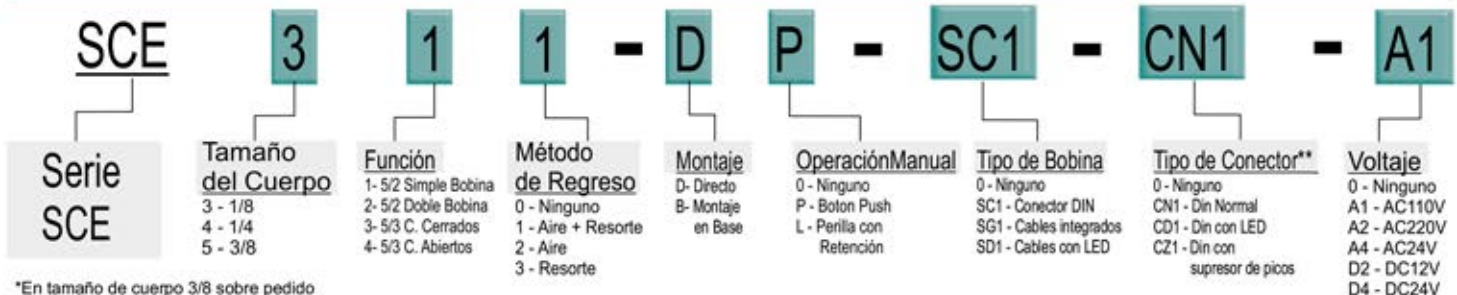 SCE 3 1 1 - D P - SC1 - CN1 - A1
Serie
SCE
Tamaño
del Cuerpo
3 - 1/8
4 - 1/4
5 - 3/8
Función
1- 5/2 Simple Bobina
2- 5/2 Doble Bobina
3- 5/3 C. Cerrados
4- 5/3 C. Abiertos
Método
de Regreso
0 - Ninguno
1 - Aire + Resorte
2 - Aire
3 - Resorte
Montaje
D- Directo
B- Montaje
en Base
OperaciónManual
0 - Ninguno
P - Boton Push
L - Perilla con
Retención
Tipo de Bobina
0 - Ninguno
SC1 - Conector DIN
SG1 - Cables integrados
SD1 - Cables con LED
Tipo de Conector**
0 - Ninguno
CN1 - Din Normal
CD1 - Din con LED
CZ1 - Din con
supresor de picos
Voltaje
0 - Ninguno
A1 - AC110V
A2 - AC220V
A4 - AC24V
D2 - DC12V
D4 - DC24V
*En tamaño de cuerpo 3/8 sobre pedido